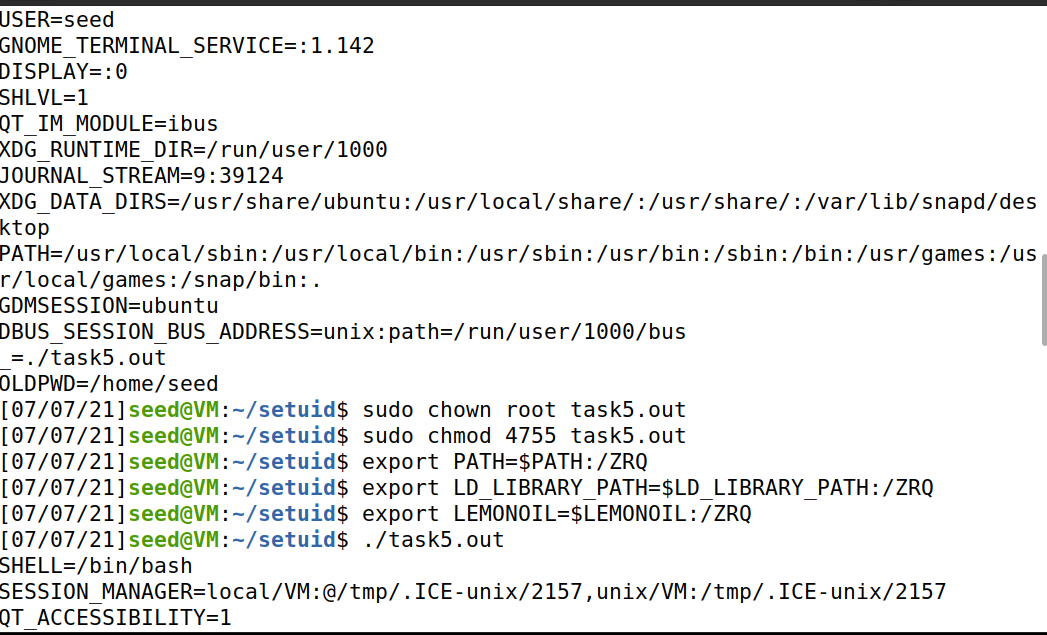 USER=seed
GNOME_TERMINAL_SERVICE=:1.142
DISPLAY=:0
SHLVL=1
QT_IM_MODULE=ibus
XDG_RUNTIME_DIR=/run/user/1000
JOURNAL_STREAM=9:39124
XDG_DATA_DIRS=/usr/share/ubuntu:/usr/local/share/:/usr/share/:/var/lib/snapd/des
ktop
PATH=/usr/local/sbin:/usr/local/bin:/usr/sbin:/usr/bin:/sbin:/bin:/usr/games:/us
r/local/games:/snap/bin:.
GDMSESSION=ubuntu
DBUS_SESSION_BUS_ADDRESS=unix:path=/run/user/1000/bus
_=./task5.out
OLDPWD=/home/seed
[07/07/21]seed@VM:~/setuid$ sudo chown root task5.out
[07/07/21]seed@VM:~/setuid$ sudo chmod 4755 task5.out
[07/07/21]seed@VM:~/setuid$ export PATH=$PATH:/ZRQ
[07/07/21]seed@VM:~/setuid$ export LD_LIBRARY_PATH=$LD_LIBRARY_PATH:/ZRQ
[07/07/21]seed@VM:~/setuid$ export LEMONOIL=$LEMONOIL:/ZRQ
[07/07/21]seed@VM:~/setuid$ ./task5.out
SHELL=/bin/bash
SESSION_MANAGER=local/VM:@/tmp/.ICE-unix/2157,unix/VM:/tmp/.ICE-unix/2157
QT_ACCESSIBILITY=1